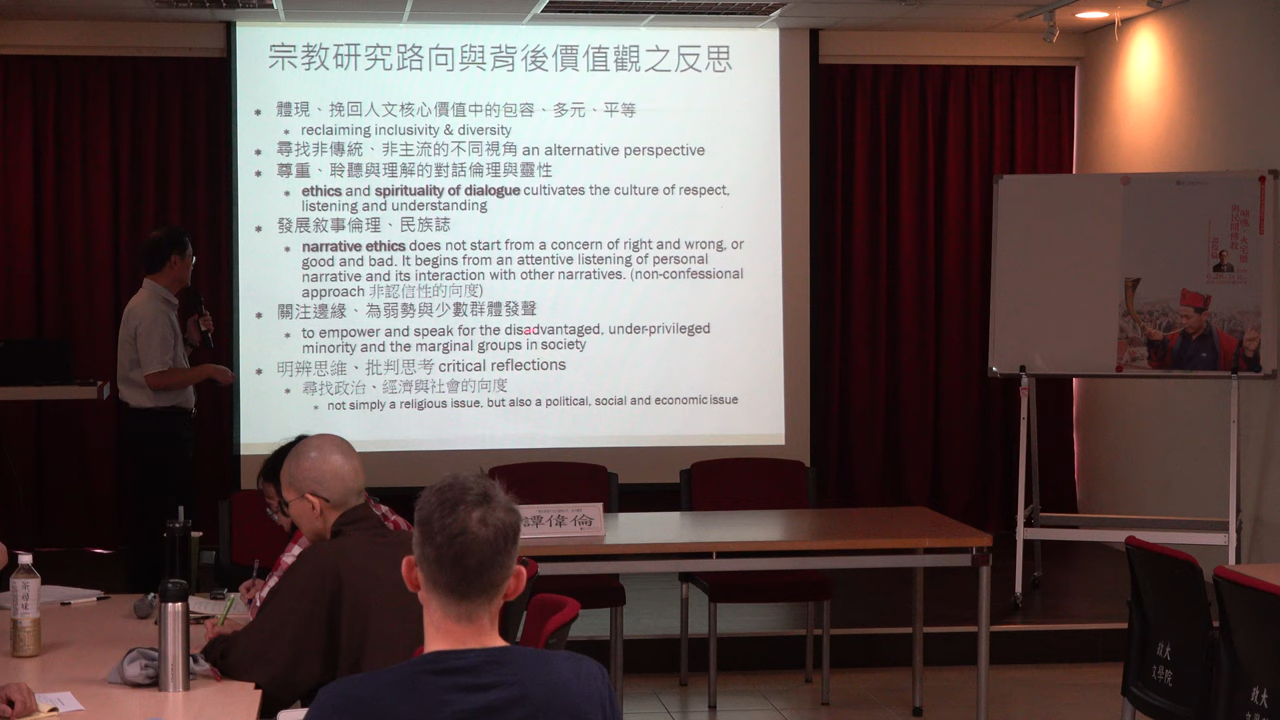 宗教研究路向與背後價值觀之反思
* 體現、挽回人文核心價值中的包容、多元、平等
* reclaiming inclusivity & diversity
* 尋找非傳統、非主流的不同視角 an alternative perspective
* 尊重、聆聽與理解的對話倫理與靈性
* ethics and spirituality of dialogue cultivates the culture of respect,
listening and understanding
* 發展敘事倫理、民族誌
* narrative ethics does not start from a concern of right and wrong, or
good and bad. It begins from an attentive listening of personal
narrative and its interaction with other narratives. (non-confessional
approach 非認信性的向度)
* 關注邊緣、為弱勢與少數群體發聲
* to empower and speak for the disadvantaged, under-privileged
minority and the marginal groups in society
* 明辨思維、批判思考 critical reflections
* 尋找政治、經濟與社會的向度
* not simply a religious issue, but also a political, social and economic issue
譚偉倫
政大
文學院
政大